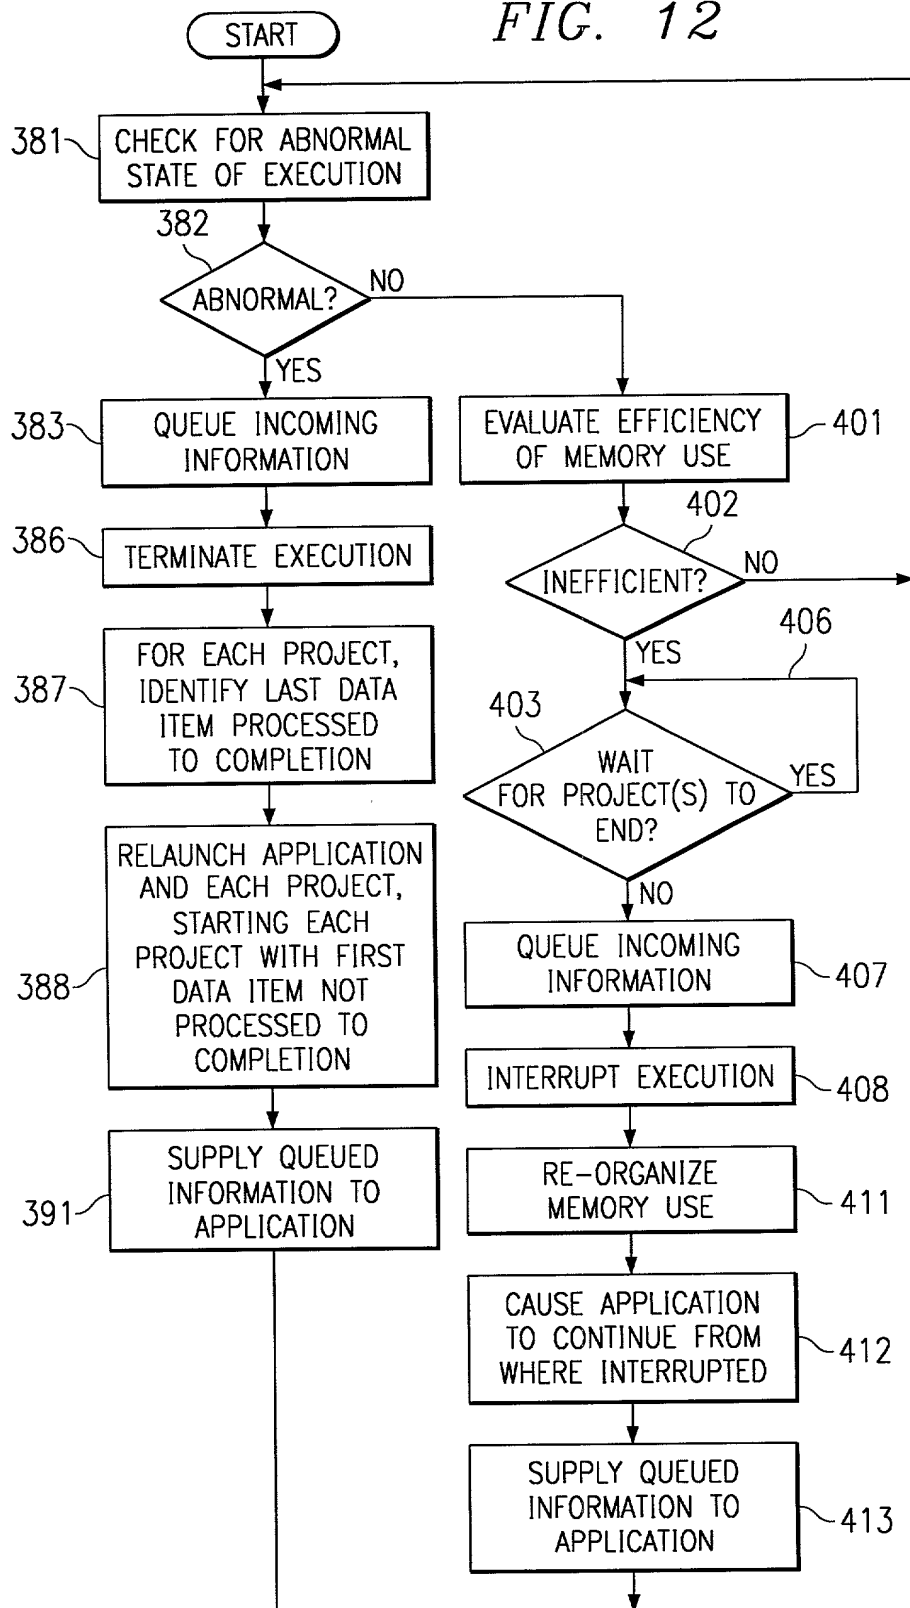 FIG. 12
START
381
CHECK FOR ABNORMAL
STATE OF EXECUTION
382
ABNORMAL?
NO
YES
383
QUEUE INCOMING
INFORMATION
386
TERMINATE EXECUTION
387
FOR EACH PROJECT,
IDENTIFY LAST DATA
ITEM PROCESSED
TO COMPLETION
388
RELAUNCH APPLICATION
AND EACH PROJECT,
STARTING EACH
PROJECT WITH FIRST
DATA ITEM NOT
PROCESSED TO
COMPLETION
391
SUPPLY QUEUED
INFORMATION TO
APPLICATION
EVALUATE EFFICIENCY
OF MEMORY USE
401
402
INEFFICIENT?
NO
YES
406
403
WAIT
FOR PROJECT(S) TO
END?
YES
NO
QUEUE INCOMING
INFORMATION
407
INTERRUPT EXECUTION
408
RE-ORGANIZE
MEMORY USE
411
CAUSE APPLICATION
TO CONTINUE FROM
WHERE INTERRUPTED
412
SUPPLY QUEUED
INFORMATION TO
APPLICATION
413